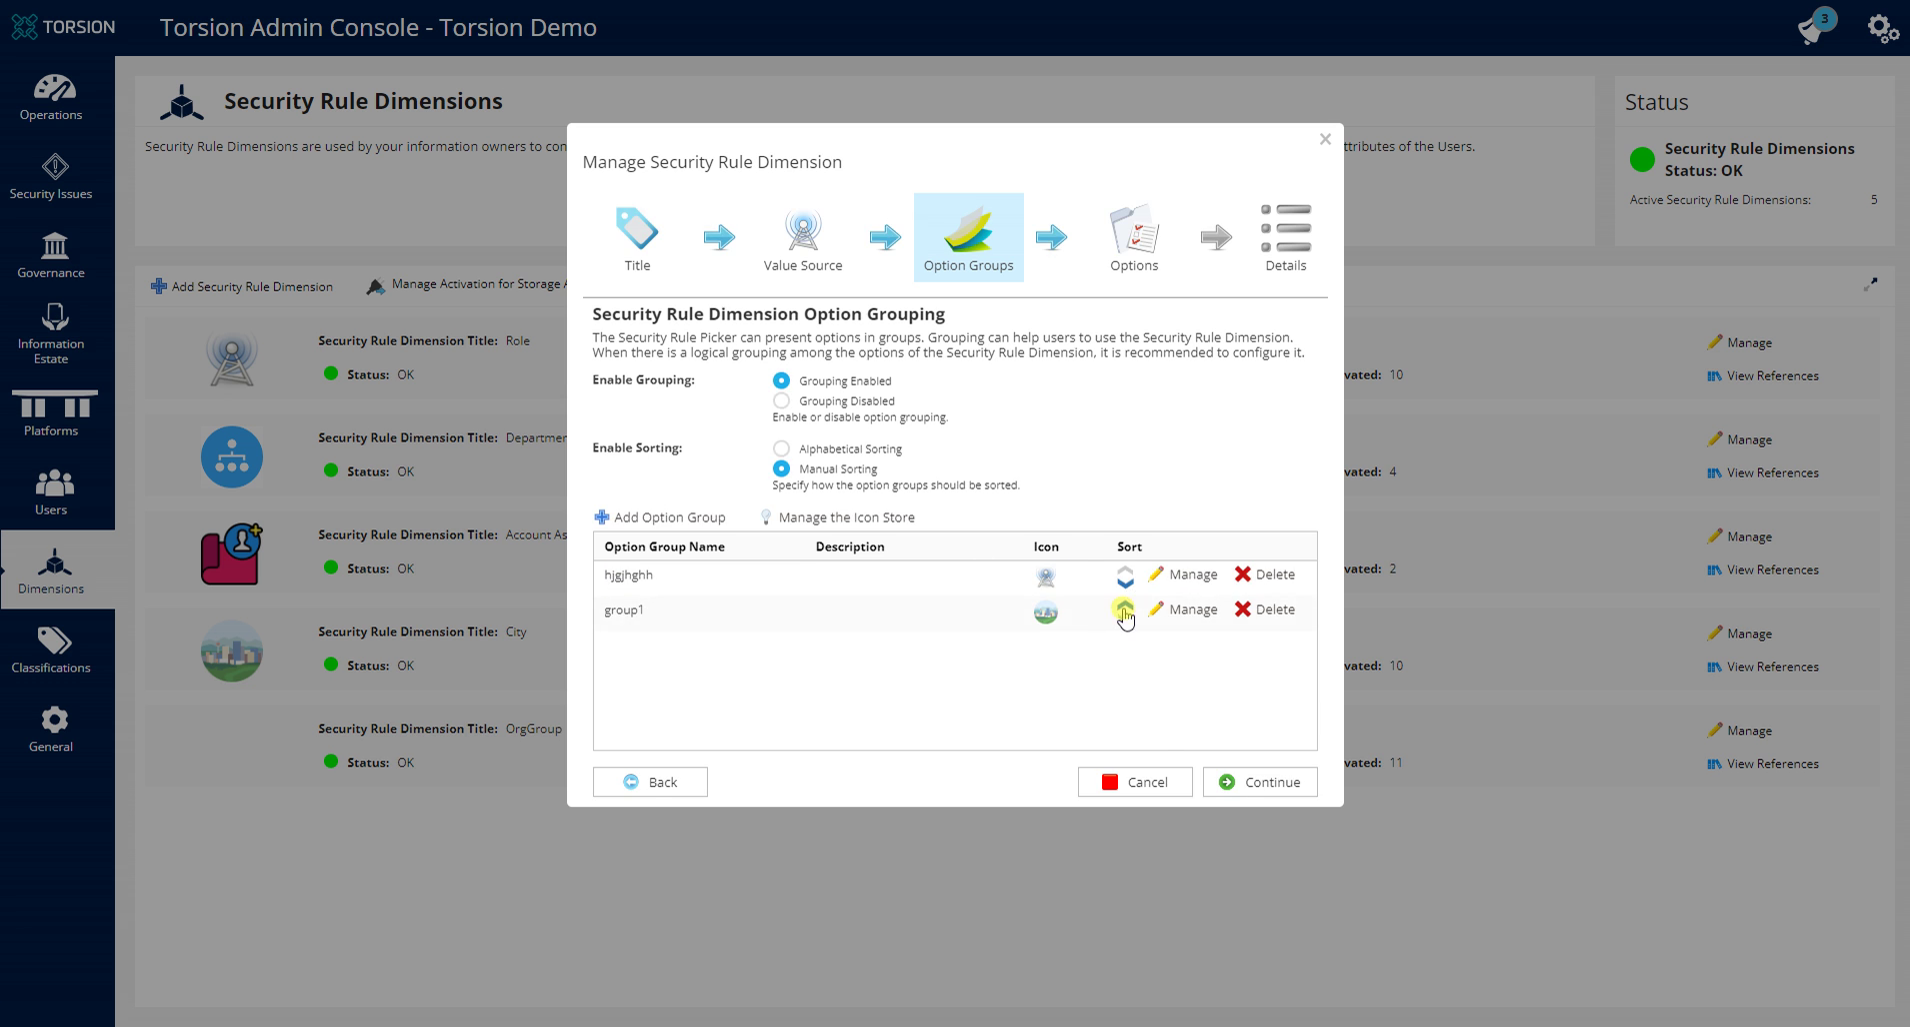 TORSION
Torsion Admin Console - Torsion Demo
3
Operations
Security Issues
Governance
Information
Estate
Platforms
Users
Dimensions
Classifications
General
Security Rule Dimensions
Security Rule Dimensions are used by your information owners to con
ttributes of the Users.
Status
Security Rule Dimensions
Status: OK
Active Security Rule Dimensions: 5
Add Security Rule Dimension
Manage Activation for Storage A
Security Rule Dimension Title: Role
Status: OK
vated: 10
Manage
View References
Security Rule Dimension Title: Departmen
Status: OK
vated: 4
Manage
View References
Security Rule Dimension Title: Account As
Status: OK
vated: 2
Manage
View References
Security Rule Dimension Title: City
Status: OK
vated: 10
Manage
View References
Security Rule Dimension Title: OrgGroup
Status: OK
vated: 11
Manage
View References
Manage Security Rule Dimension
Title
Value Source
Option Groups
Options
Details
Security Rule Dimension Option Grouping
The Security Rule Picker can present options in groups. Grouping can help users to use the Security Rule Dimension.
When there is a logical grouping among the options of the Security Rule Dimension, it is recommended to configure it.
Enable Grouping:
Grouping Enabled
Grouping Disabled
Enable or disable option grouping.
Enable Sorting:
Alphabetical Sorting
Manual Sorting
Specify how the option groups should be sorted.
Add Option Group
Manage the Icon Store
Option Group Name Description Icon Sort
hjgjhghh Manage Delete
group1 Manage Delete
Back
Cancel
Continue